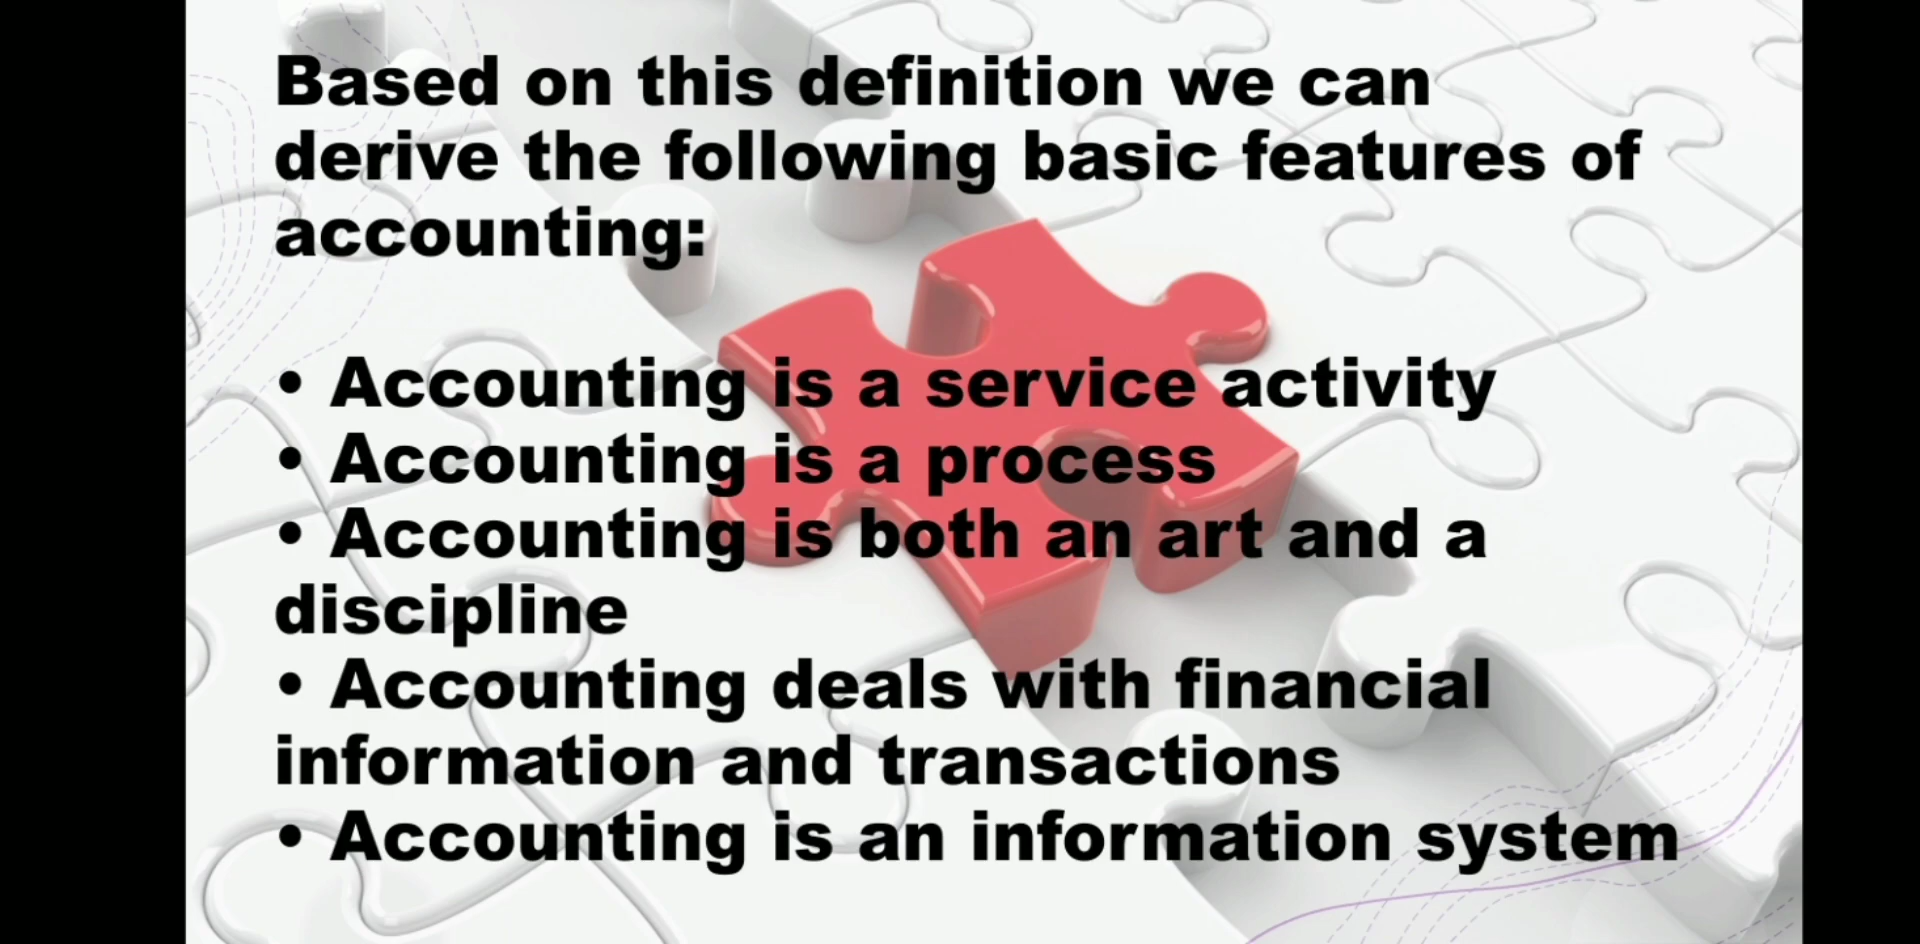 Based on this definition we can
derive the following basic features of
accounting:
• Accounting is a service activity
• Accounting is a process
• Accounting is both an art and a
discipline
• Accounting deals with financial
information and transactions
• Accounting is an information system